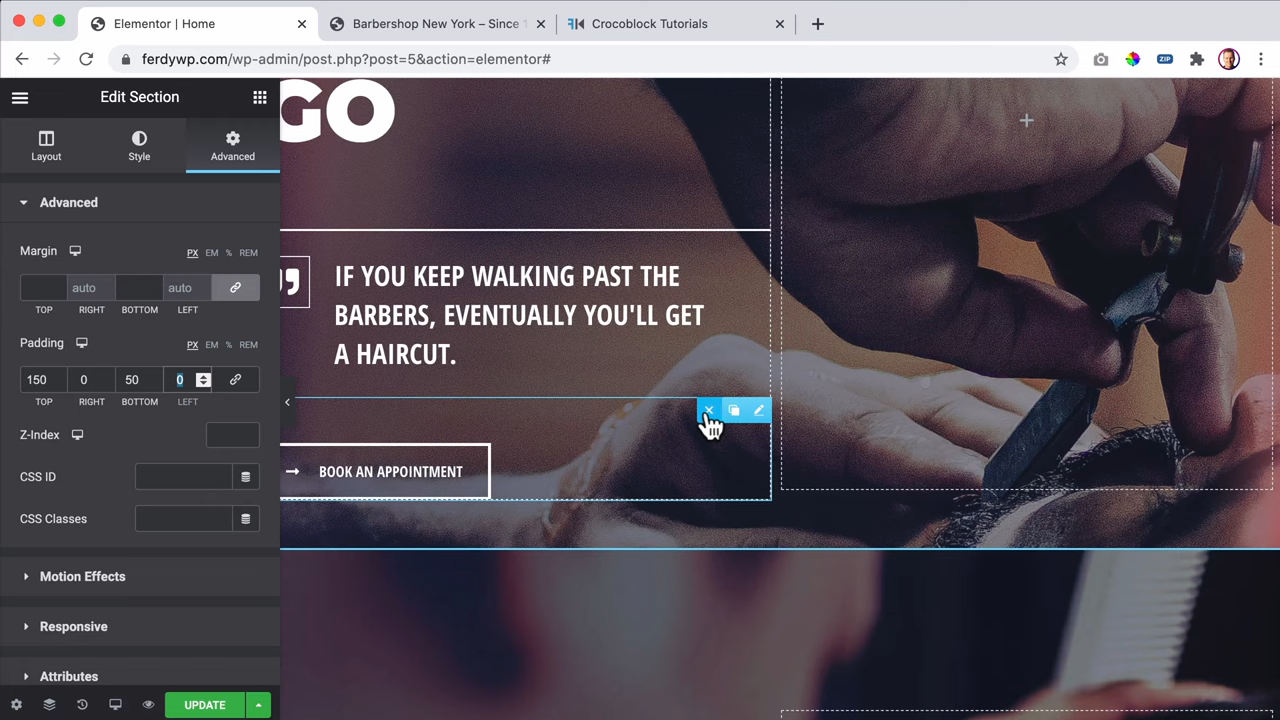 Elementor | Home
Barbershop New York – Since 1
Crocoblock Tutorials
ferdywp.com/wp-admin/post.php?post=5&action=elementor#
ZIP
Edit Section
Layout
Style
Advanced
Advanced
Margin
PX EM % REM
auto auto
TOP RIGHT BOTTOM LEFT
Padding
PX EM % REM
150 0 50 0
TOP RIGHT BOTTOM LEFT
Z-Index
CSS ID
CSS Classes
Motion Effects
Responsive
Attributes
UPDATE
GO
IF YOU KEEP WALKING PAST THE
BARBERS, EVENTUALLY YOU'LL GET
A HAIRCUT.
BOOK AN APPOINTMENT